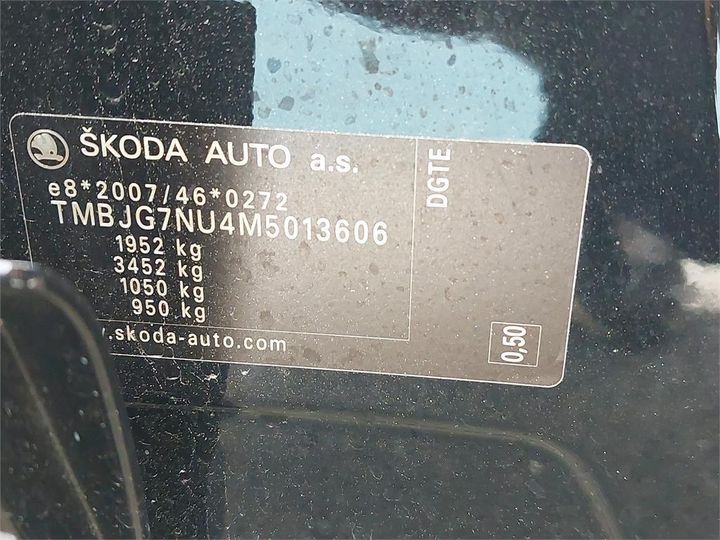 ŠKODA AUTO a.s.
e8*2007/46*0272
TMBJG7NU4M5013606
1952 kg
3452 kg
1050 kg
950 kg
.skoda-auto.com
DGTE
0,50